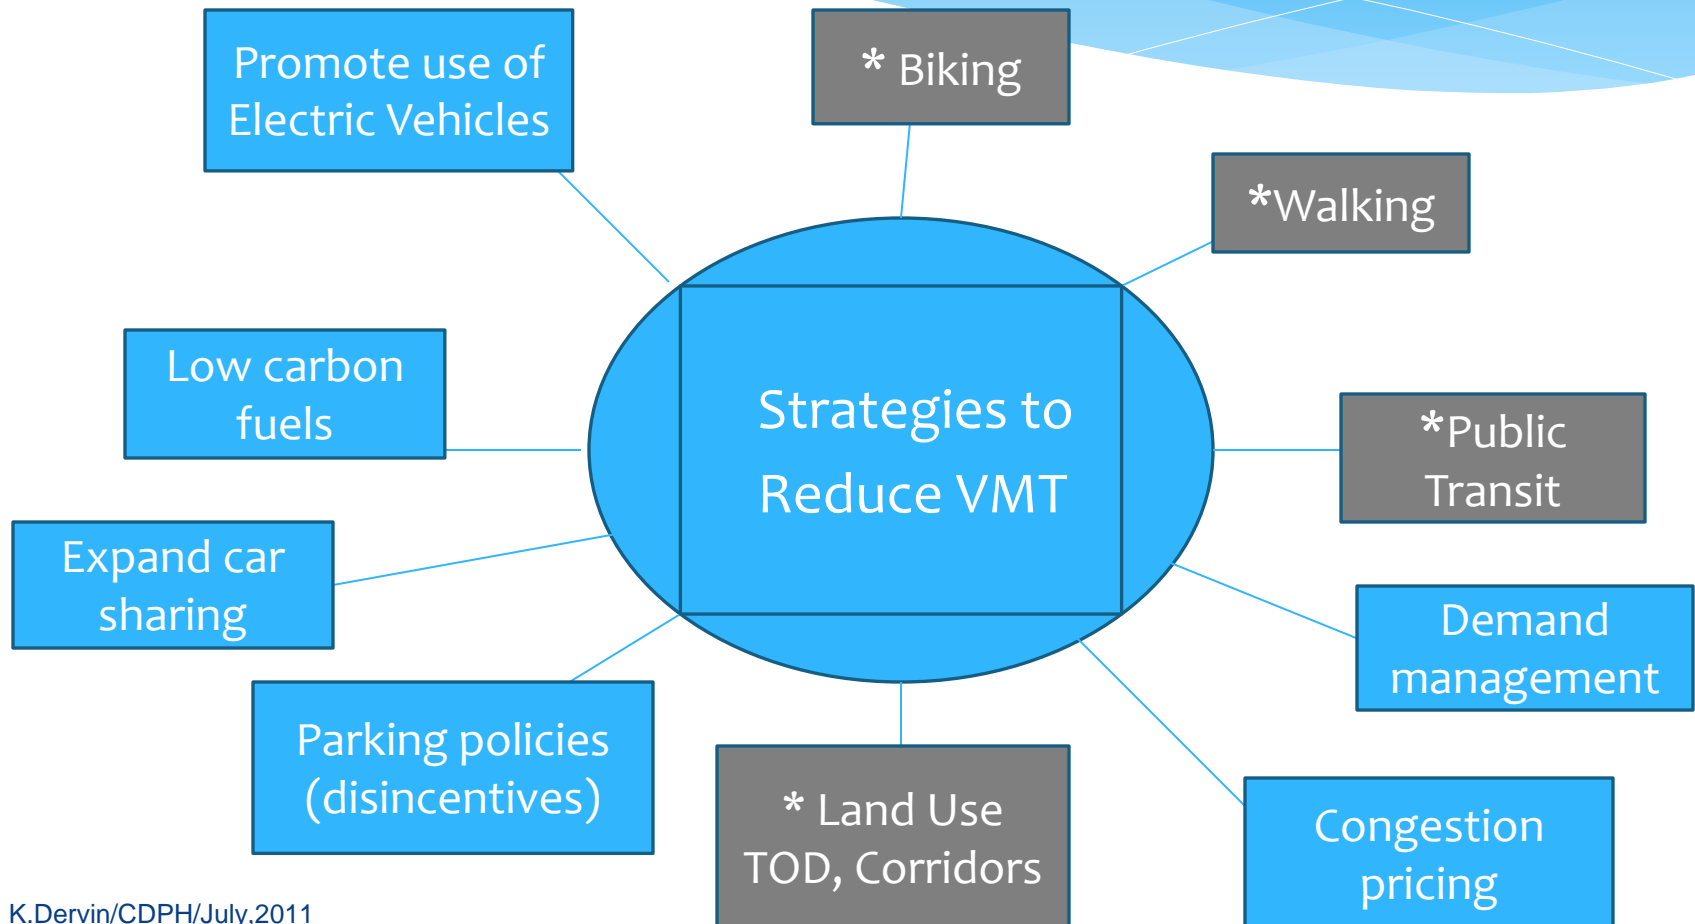 Promote use of
Electric Vehicles
* Biking
*Walking
Low carbon
fuels
Strategies to
Reduce VMT
*Public
Transit
Expand car
sharing
Demand
management
Parking policies
(disincentives)
* Land Use
TOD, Corridors
Congestion
pricing
K.Dervin/CDPH/July,2011